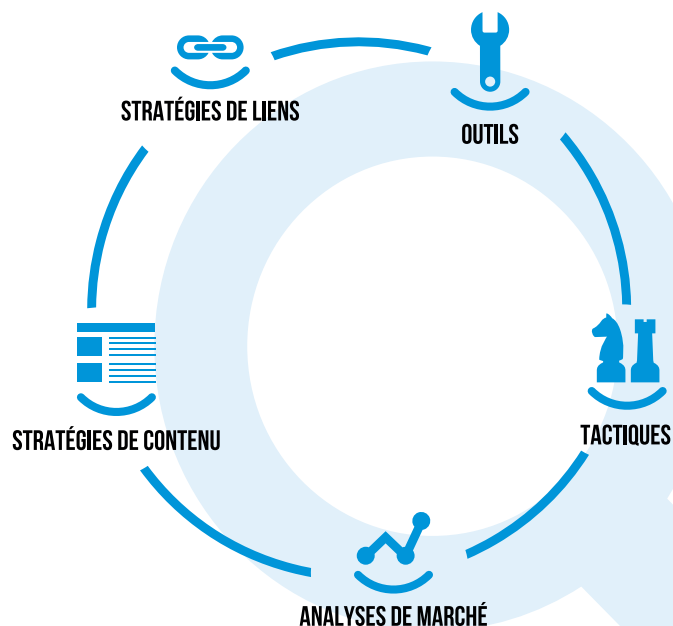 STRATÉGIES DE LIENS
OUTILS
STRATÉGIES DE CONTENU
TACTIQUES
ANALYSES DE MARCHÉ